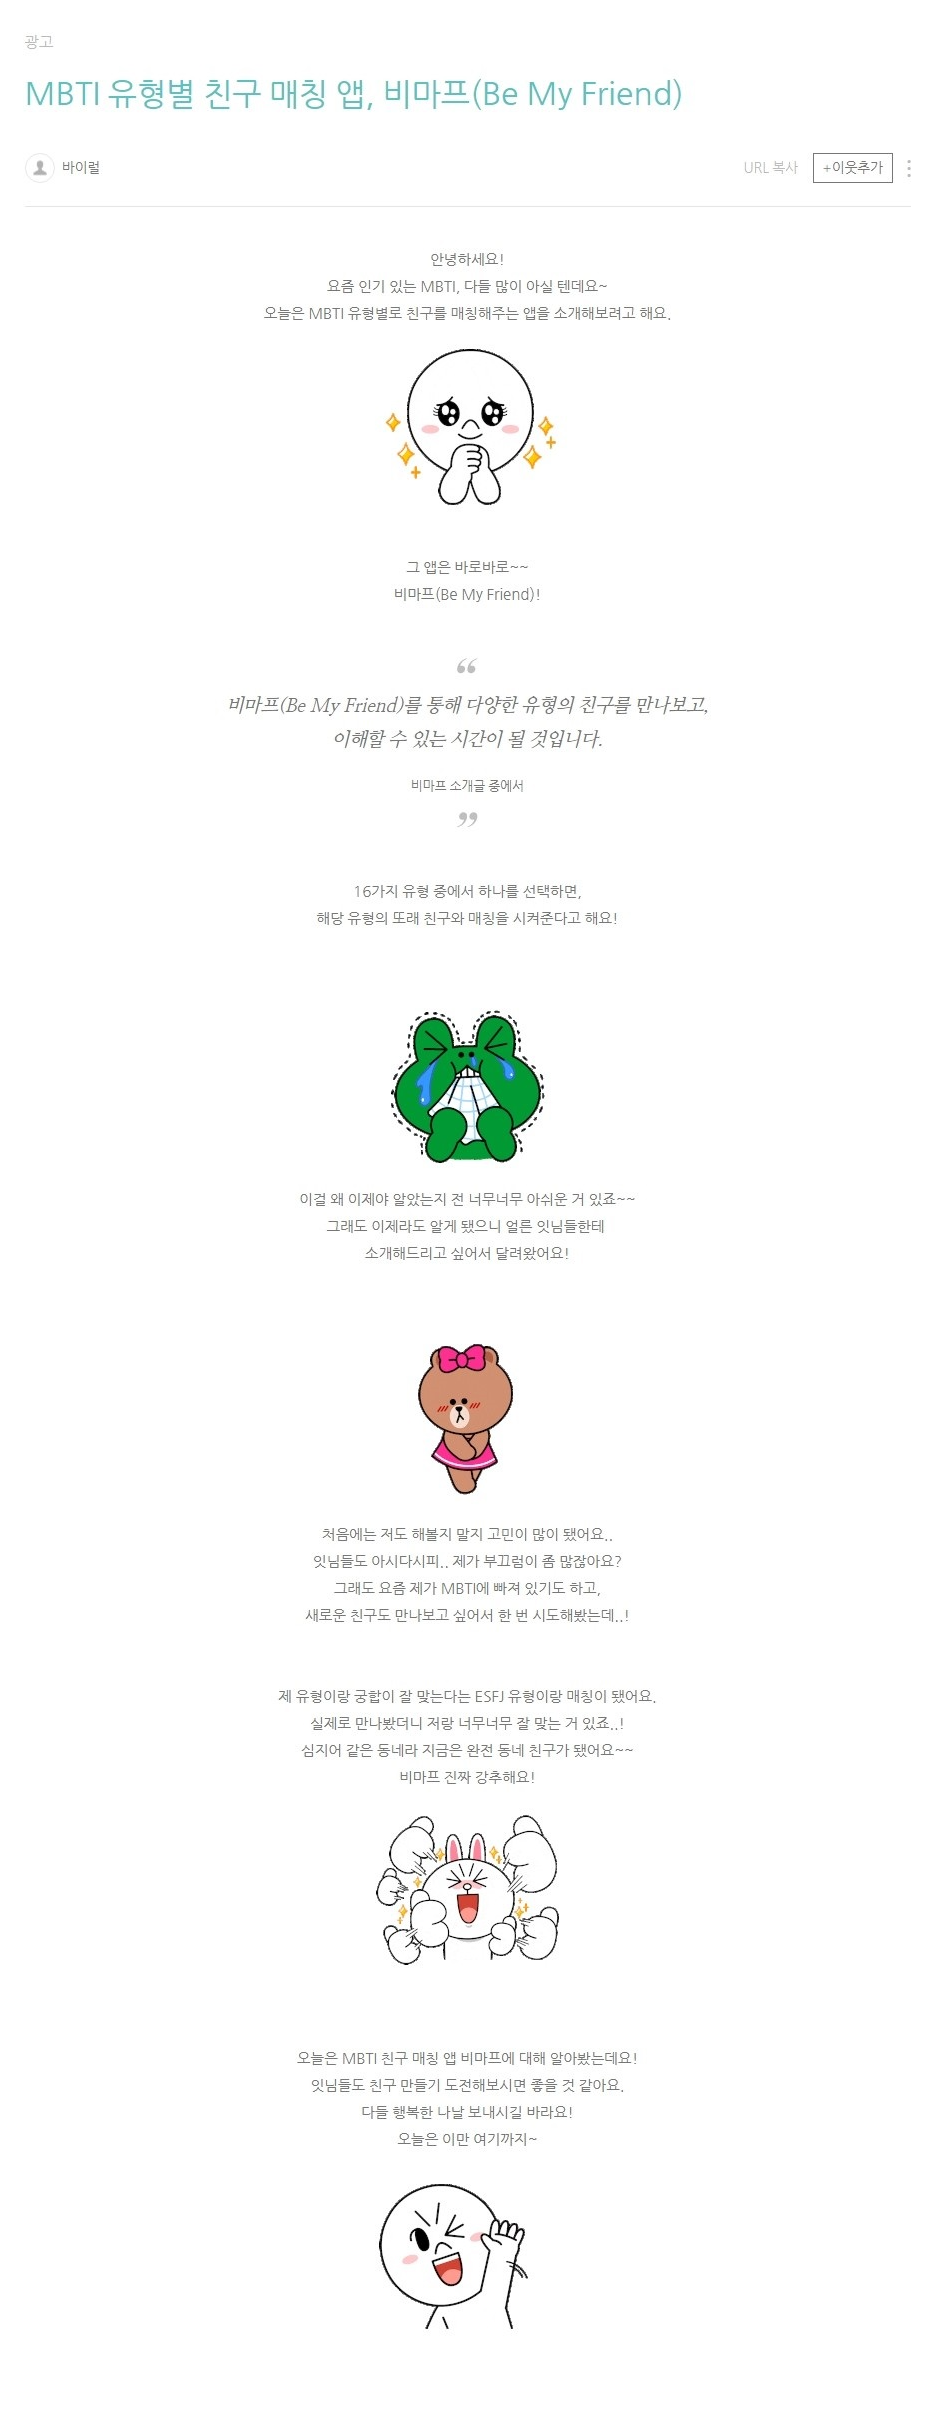 광고
MBTI 유형별 친구 매칭 앱, 비마프(Be My Friend)
바이럴
URL 복사
+이웃추가
안녕하세요!
요즘 인기 있는 MBTI, 다들 많이 아실 텐데요~
오늘은 MBTI 유형별로 친구를 매칭해주는 앱을 소개해보려고 해요.
그 앱은 바로바로~~
비마프(Be My Friend)!
“
비마프(Be My Friend)를 통해 다양한 유형의 친구를 만나보고,
이해할 수 있는 시간이 될 것입니다.
비마프 소개글 중에서
”
16가지 유형 중에서 하나를 선택하면,
해당 유형의 또래 친구와 매칭을 시켜준다고 해요!
이걸 왜 이제야 알았는지 전 너무너무 아쉬운 거 있죠~~
그래도 이제라도 알게 됐으니 얼른 잇님들한테
소개해드리고 싶어서 달려왔어요!
처음에는 저도 해볼지 말지 고민이 많이 됐어요..
잇님들도 아시다시피.. 제가 부끄럼이 좀 많잖아요?
그래도 요즘 제가 MBTI에 빠져 있기도 하고,
새로운 친구도 만나보고 싶어서 한 번 시도해봤는데..!
제 유형이랑 궁합이 잘 맞는다는 ESFJ 유형이랑 매칭이 됐어요.
실제로 만나봤더니 저랑 너무너무 잘 맞는 거 있죠..!
심지어 같은 동네라 지금은 완전 동네 친구가 됐어요~~
비마프 진짜 강추해요!
오늘은 MBTI 친구 매칭 앱 비마프에 대해 알아봤는데요!
잇님들도 친구 만들기 도전해보시면 좋을 것 같아요.
다들 행복한 나날 보내시길 바라요!
오늘은 이만 여기까지~